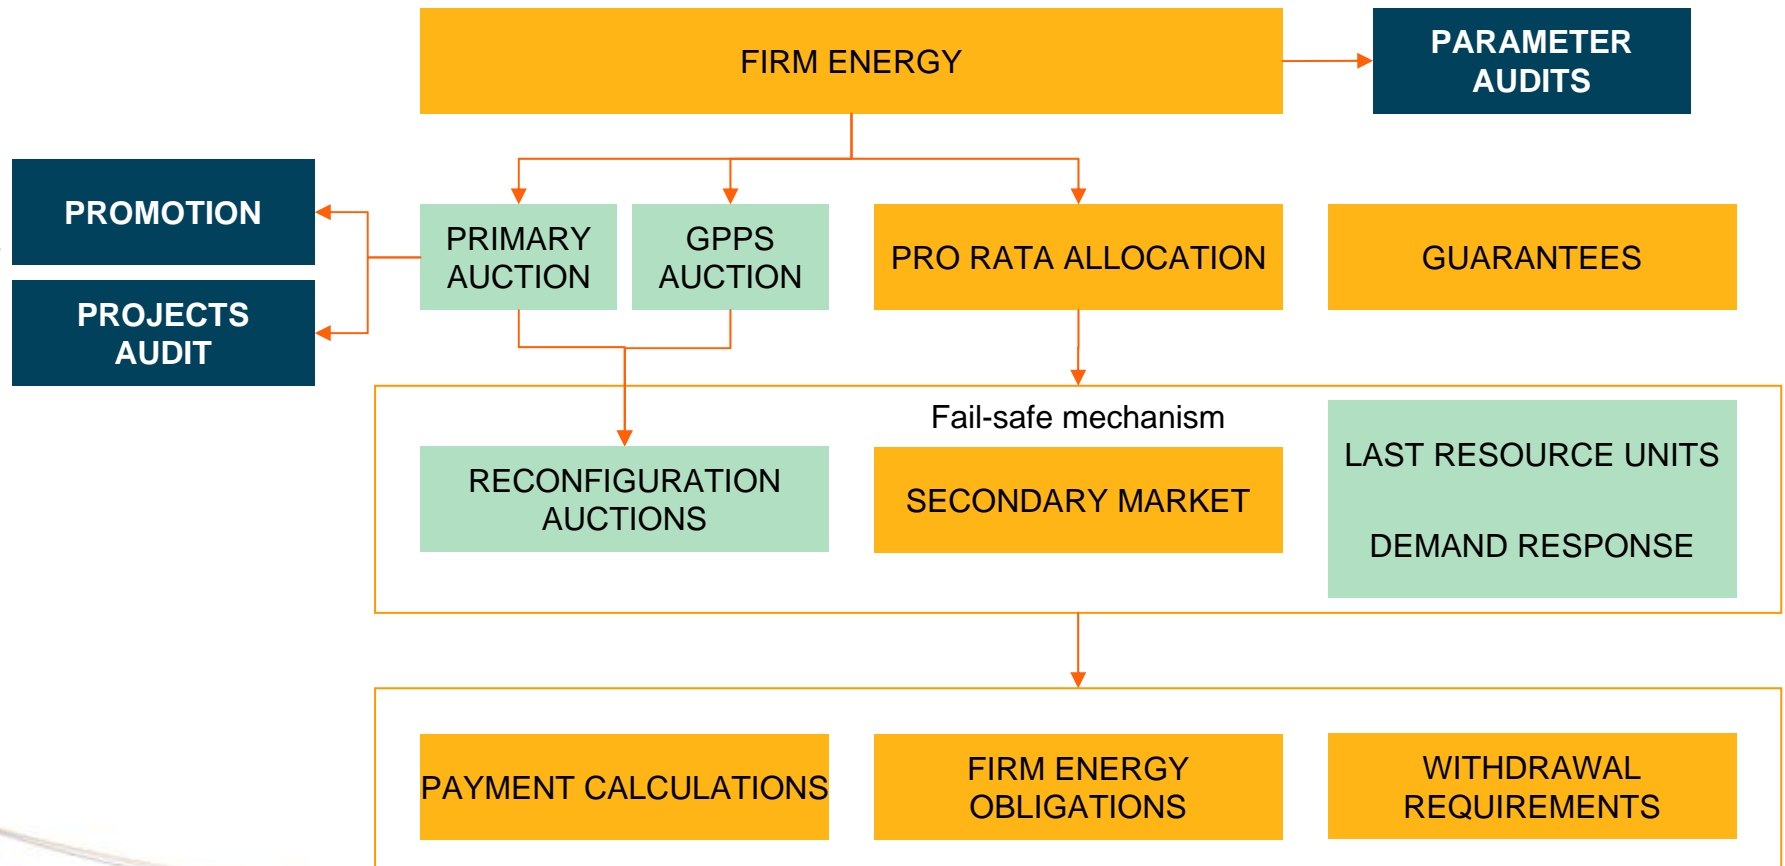 FIRM ENERGY
PARAMETER
AUDITS
PROMOTION
PROJECTS
AUDIT
PRIMARY
AUCTION
GPPS
AUCTION
PRO RATA ALLOCATION
GUARANTEES
Fail-safe mechanism
RECONFIGURATION
AUCTIONS
SECONDARY MARKET
LAST RESOURCE UNITS
DEMAND RESPONSE
PAYMENT CALCULATIONS
FIRM ENERGY
OBLIGATIONS
WITHDRAWAL
REQUIREMENTS